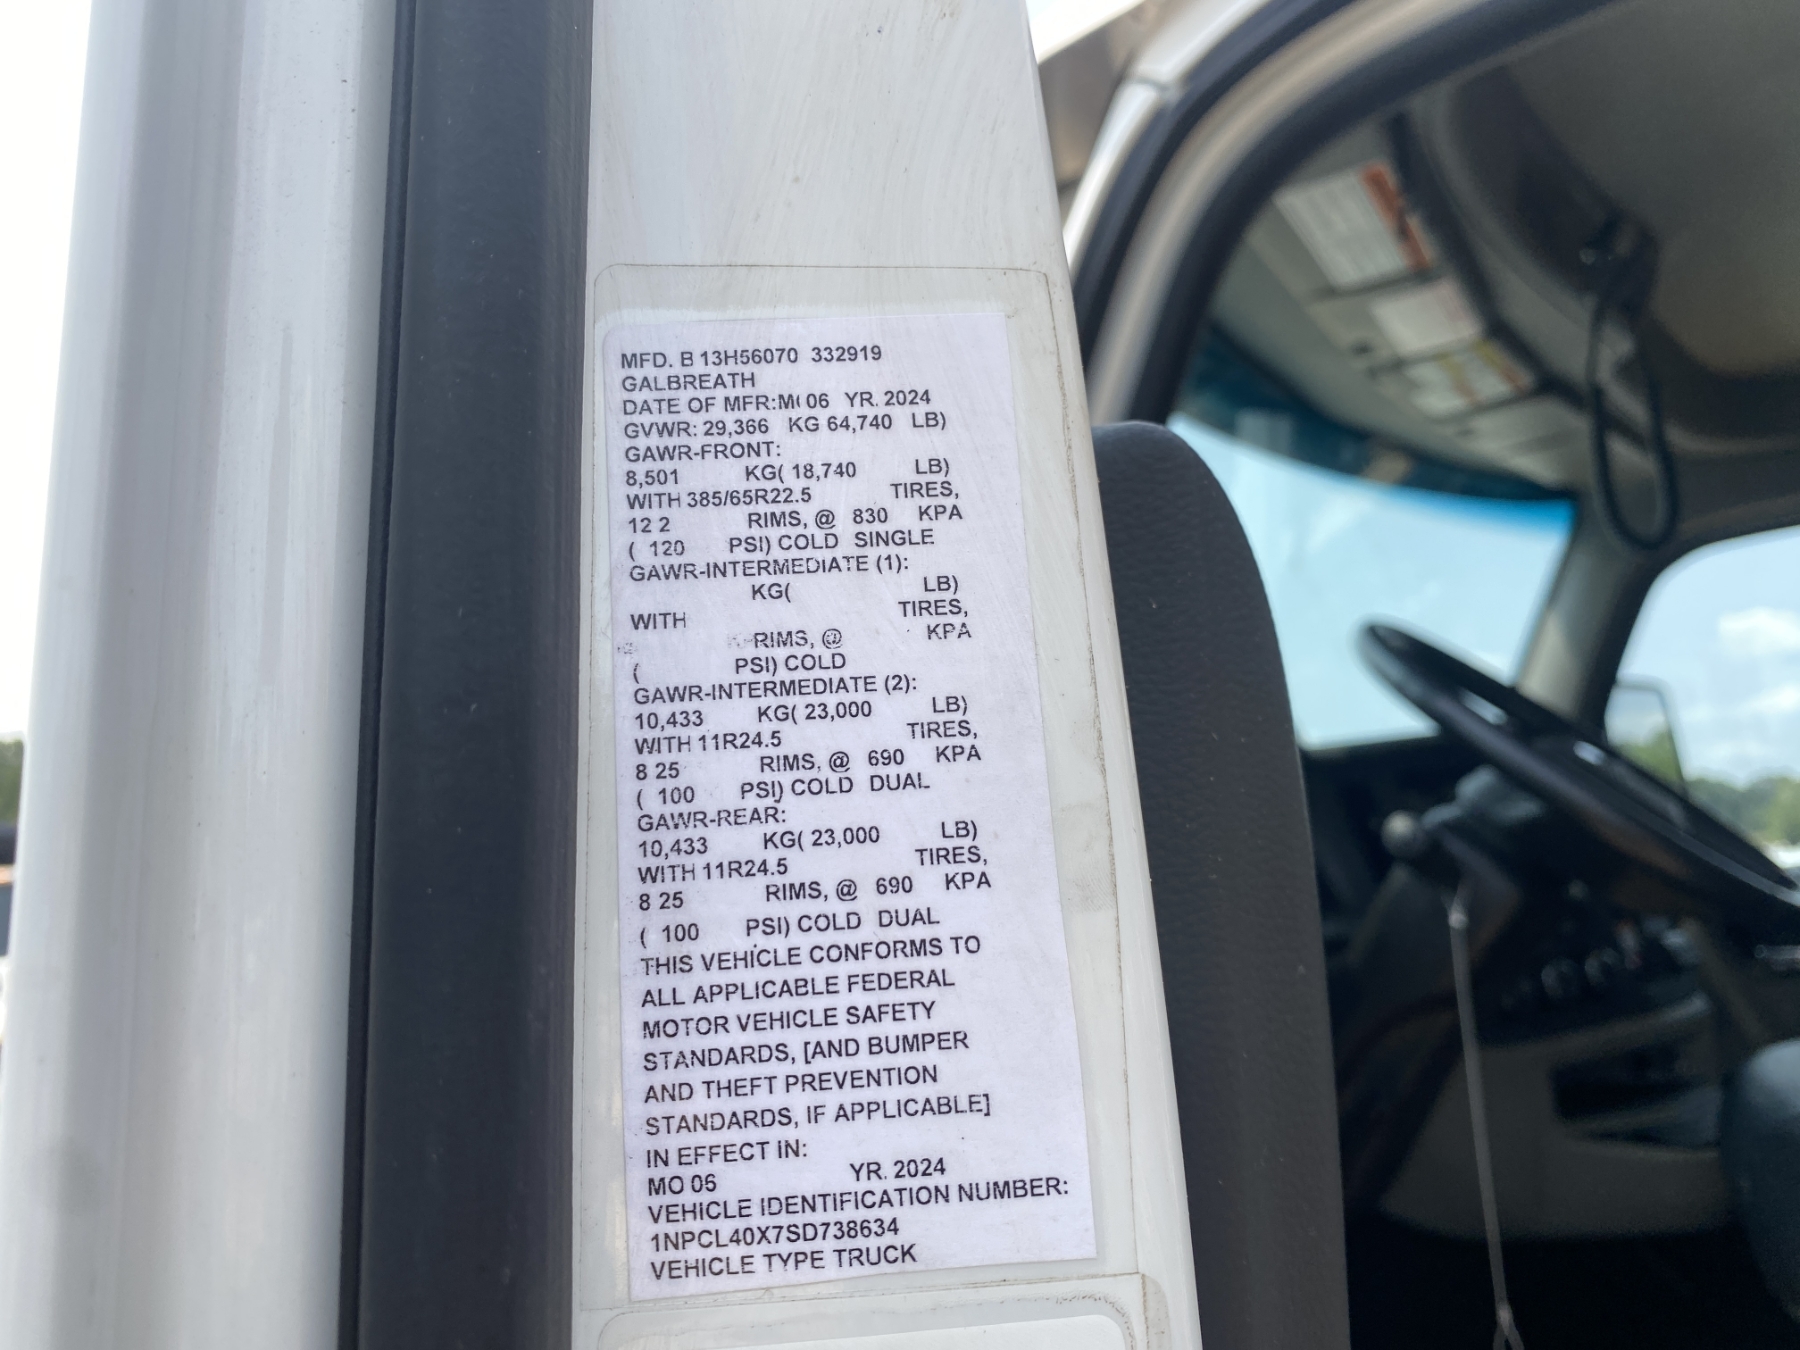 MFD. B 13H56070 332919
GALBREATH
DATE OF MFR:M 06 YR. 2024
GVWR: 29,366 KG 64,740 LB)
GAWR-FRONT:
8,501 KG( 18,740 LB)
WITH 385/65R22.5 TIRES,
12 2 RIMS, @ 830 KPA
( 120 PSI) COLD SINGLE
GAWR-INTERMEDIATE (1):
KG( LB)
WITH TIRES,
RIMS, @ KPA
( PSI) COLD
GAWR-INTERMEDIATE (2):
10,433 KG( 23,000 LB)
WITH 11R24.5 TIRES,
8 25 RIMS, @ 690 KPA
( 100 PSI) COLD DUAL
GAWR-REAR:
10,433 KG( 23,000 LB)
WITH 11R24.5 TIRES,
8 25 RIMS, @ 690 KPA
( 100 PSI) COLD DUAL
THIS VEHICLE CONFORMS TO
ALL APPLICABLE FEDERAL
MOTOR VEHICLE SAFETY
STANDARDS, [AND BUMPER
AND THEFT PREVENTION
STANDARDS, IF APPLICABLE]
IN EFFECT IN:
MO 06 YR. 2024
VEHICLE IDENTIFICATION NUMBER:
1NPCL40X7SD738634
VEHICLE TYPE TRUCK